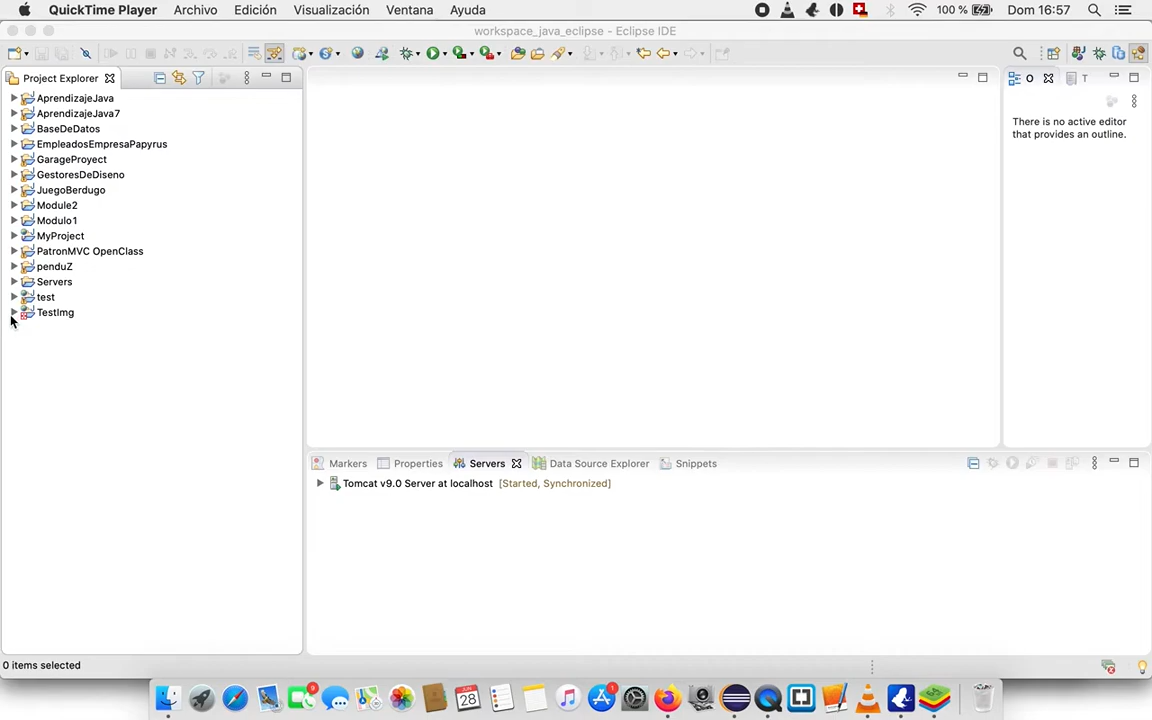 QuickTime Player Archivo Edición Visualización Ventana Ayuda 100 % Dom 16:57
workspace_java_eclipse - Eclipse IDE
Project Explorer O T
AprendizajeJava
AprendizajeJava7
BaseDeDatos
EmpleadosEmpresaPapyrus
GarageProyect
GestoresDeDiseno
JuegoBerdugo
Module2
Modulo1
MyProject
PatronMVC OpenClass
penduZ
Servers
test
TestImg
There is no active editor
that provides an outline.
Markers Properties Servers Data Source Explorer Snippets
Tomcat v9.0 Server at localhost [Started, Synchronized]
0 items selected
9 JUN 28 1